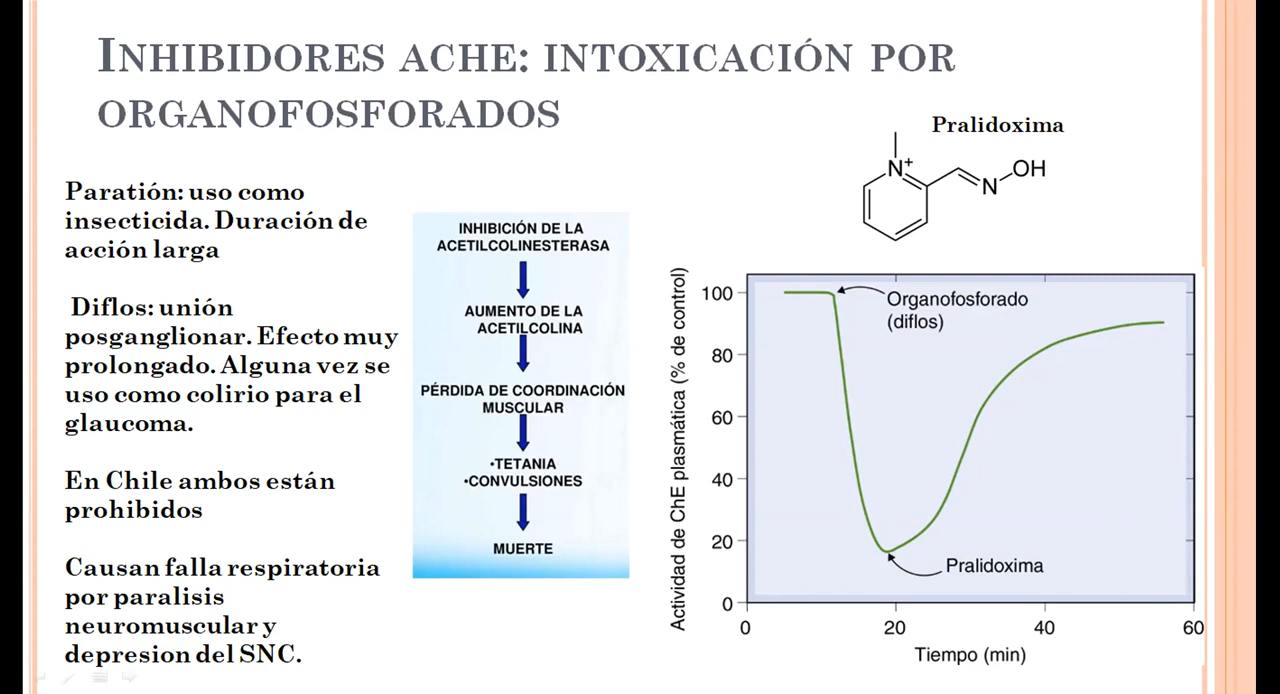 INHIBIDORES ACHE: INTOXICACIÓN POR
ORGANOFOSFORADOS
Paratión: uso como
insecticida. Duración de
acción larga
Diflos: unión
posganglionar. Efecto muy
prolongado. Alguna vez se
uso como colirio para el
glaucoma.
En Chile ambos están
prohibidos
Causan falla respiratoria
por paralisis
neuromuscular y
depresion del SNC.
INHIBICIÓN DE LA
ACETILCOLINESTERASA
AUMENTO DE LA
ACETILCOLINA
PÉRDIDA DE COORDINACIÓN
MUSCULAR
•TETANIA
•CONVULSIONES
MUERTE
Pralidoxima
N+
N
OH
Actividad de ChE plasmática (% de control)
100
80
60
40
20
0
Organofosforado
(diflos)
Pralidoxima
0
20
40
60
Tiempo (min)